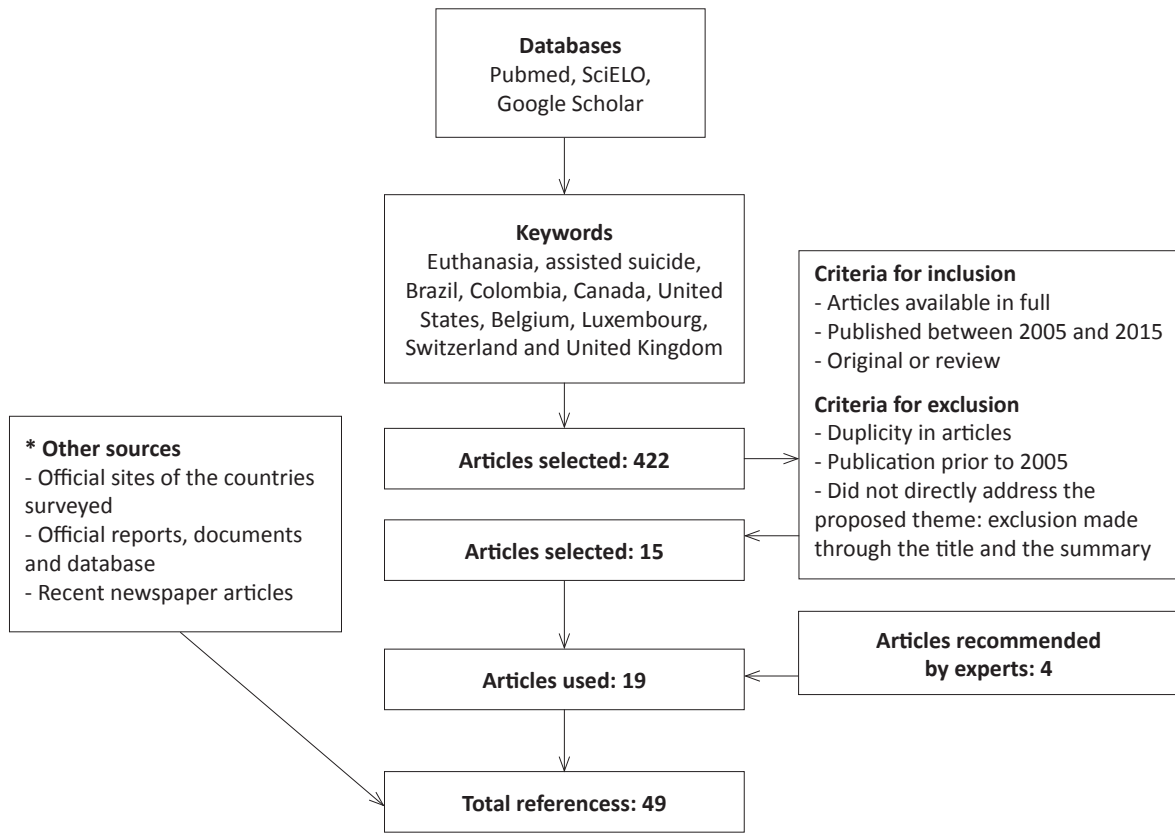 Databases
Pubmed, SciELO,
Google Scholar
Keywords
Euthanasia, assisted suicide,
Brazil, Colombia, Canada, United
States, Belgium, Luxembourg,
Switzerland and United Kingdom
Criteria for inclusion
- Articles available in full
- Published between 2005 and 2015
- Original or review
Criteria for exclusion
- Duplicity in articles
- Publication prior to 2005
- Did not directly address the
proposed theme: exclusion made
through the title and the summary
Articles selected: 422
* Other sources
- Official sites of the countries
surveyed
- Official reports, documents
and database
- Recent newspaper articles
Articles selected: 15
Articles recommended
by experts: 4
Articles used: 19
Total referencess: 49